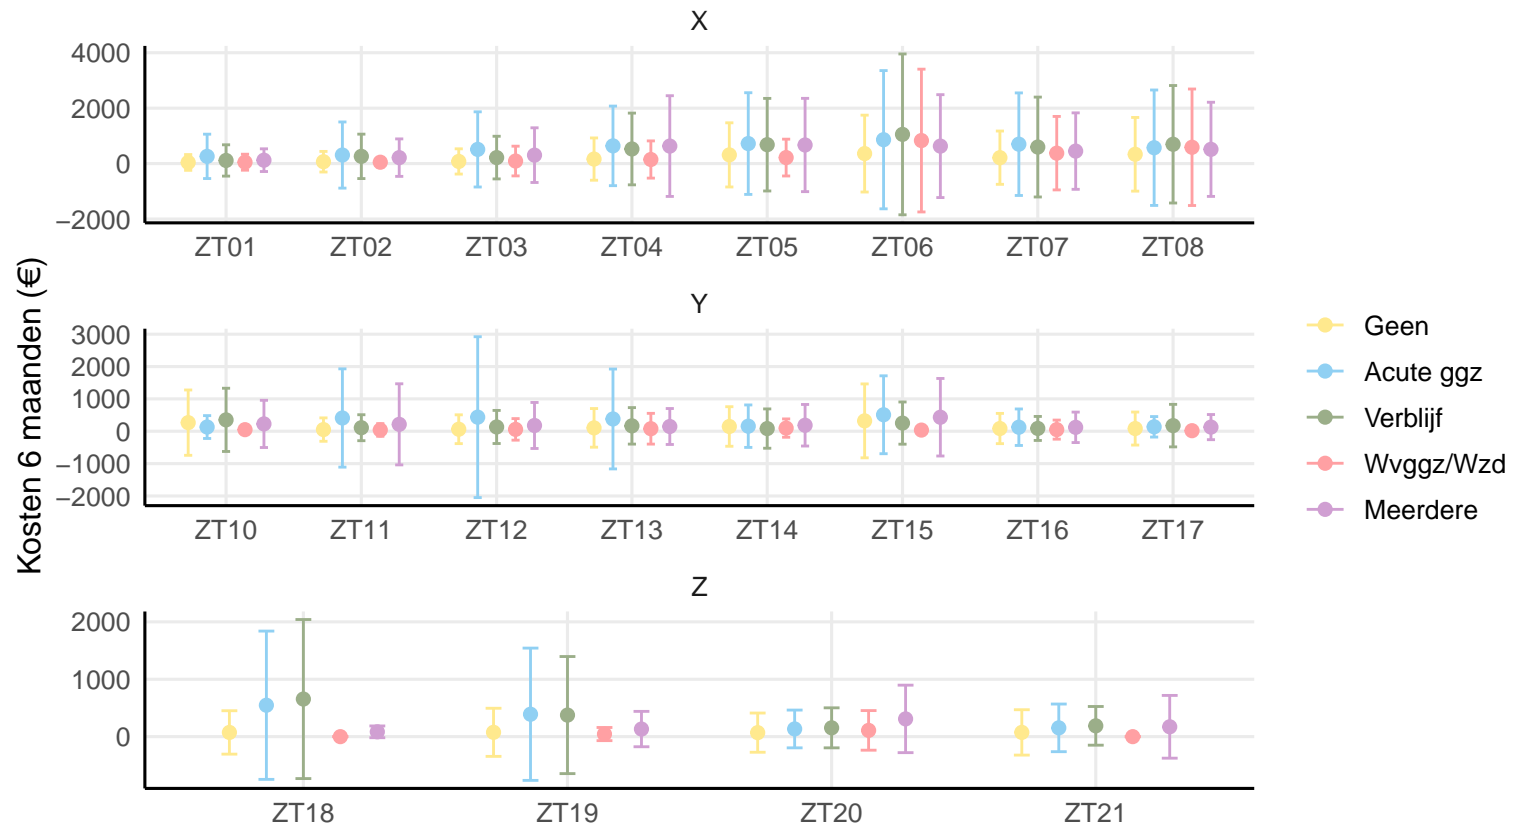 X
4000
2000
0
−2000
ZT01 ZT02 ZT03 ZT04 ZT05 ZT06 ZT07 ZT08
Kosten 6 maanden (€)
Y
3000
2000
1000
0
−1000
−2000
ZT10 ZT11 ZT12 ZT13 ZT14 ZT15 ZT16 ZT17
Z
2000
1000
0
ZT18 ZT19 ZT20 ZT21
Geen
Acute ggz
Verblijf
Wvggz/Wzd
Meerdere